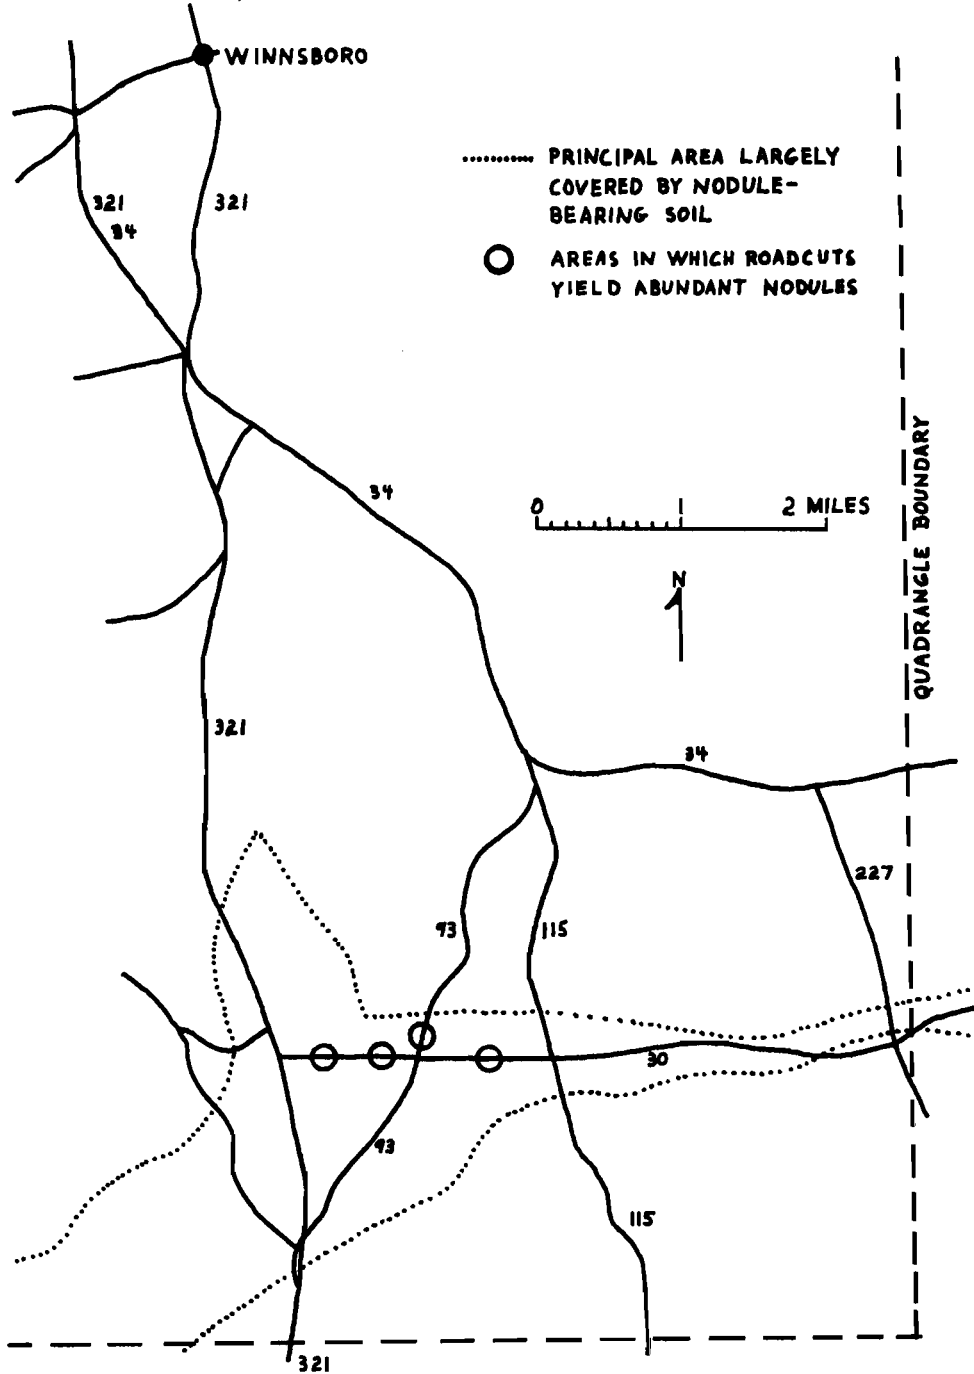 WINNSBORO
PRINCIPAL AREA LARGELY
COVERED BY NODULE-
BEARING SOIL
321
34
321
AREAS IN WHICH ROADCUTS
YIELD ABUNDANT NODULES
34
0 1 2 MILES
N
QUADRANGLE BOUNDARY
321
34
227
93
115
30
93
115
321